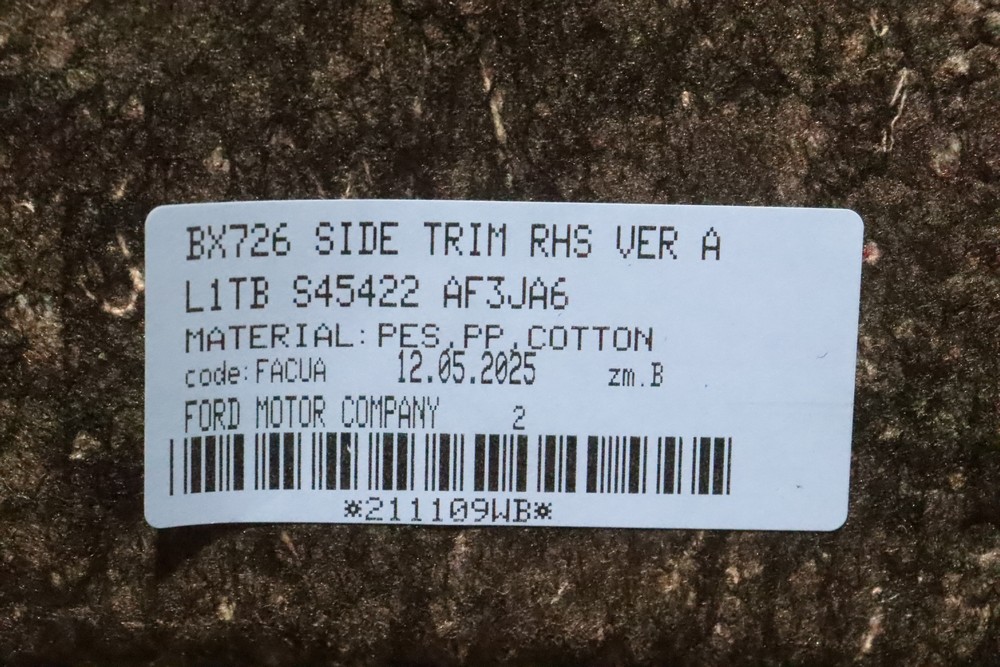 BX726 SIDE TRIM RHS VER A
L1TB S45422 AF3JA6
MATERIAL:PES,PP,COTTON
code:FACUA 12.05.2025 zm.B
FORD MOTOR COMPANY 2
*211109WB*